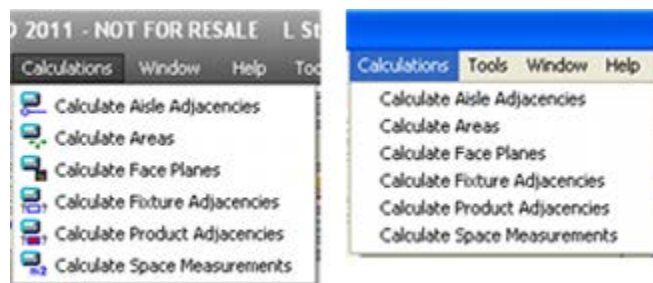 2011 - NOT FOR RESALE L St
Calculations Window Help Too
Calculate Aisle Adjacencies
Calculate Areas
Calculate Face Planes
Calculate Fixture Adjacencies
Calculate Product Adjacencies
Calculate Space Measurements
Calculations Tools Window Help
Calculate Aisle Adjacencies
Calculate Areas
Calculate Face Planes
Calculate Fixture Adjacencies
Calculate Product Adjacencies
Calculate Space Measurements